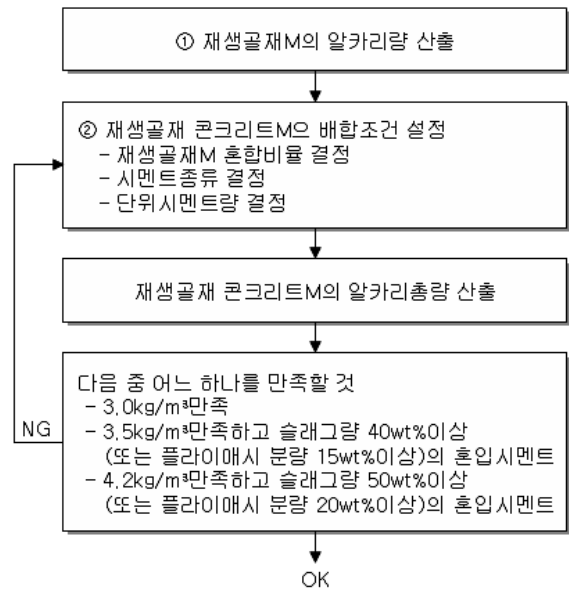 ① 재생골재M의 알카리량 산출
② 재생골재 콘크리트M으 배합조건 설정
- 재생골재M 혼합비율 결정
- 시멘트종류 결정
- 단위시멘트량 결정
재생골재 콘크리트M의 알카리총량 산출
다음 중 어느 하나를 만족할 것
- 3.0kg/m³만족
- 3.5kg/m³만족하고 슬래그량 40wt%이상
(또는 플라이애시 분량 15wt%이상)의 혼입시멘트
- 4.2kg/m³만족하고 슬래그량 50wt%이상
(또는 플라이애시 분량 20wt%이상)의 혼입시멘트
NG
OK